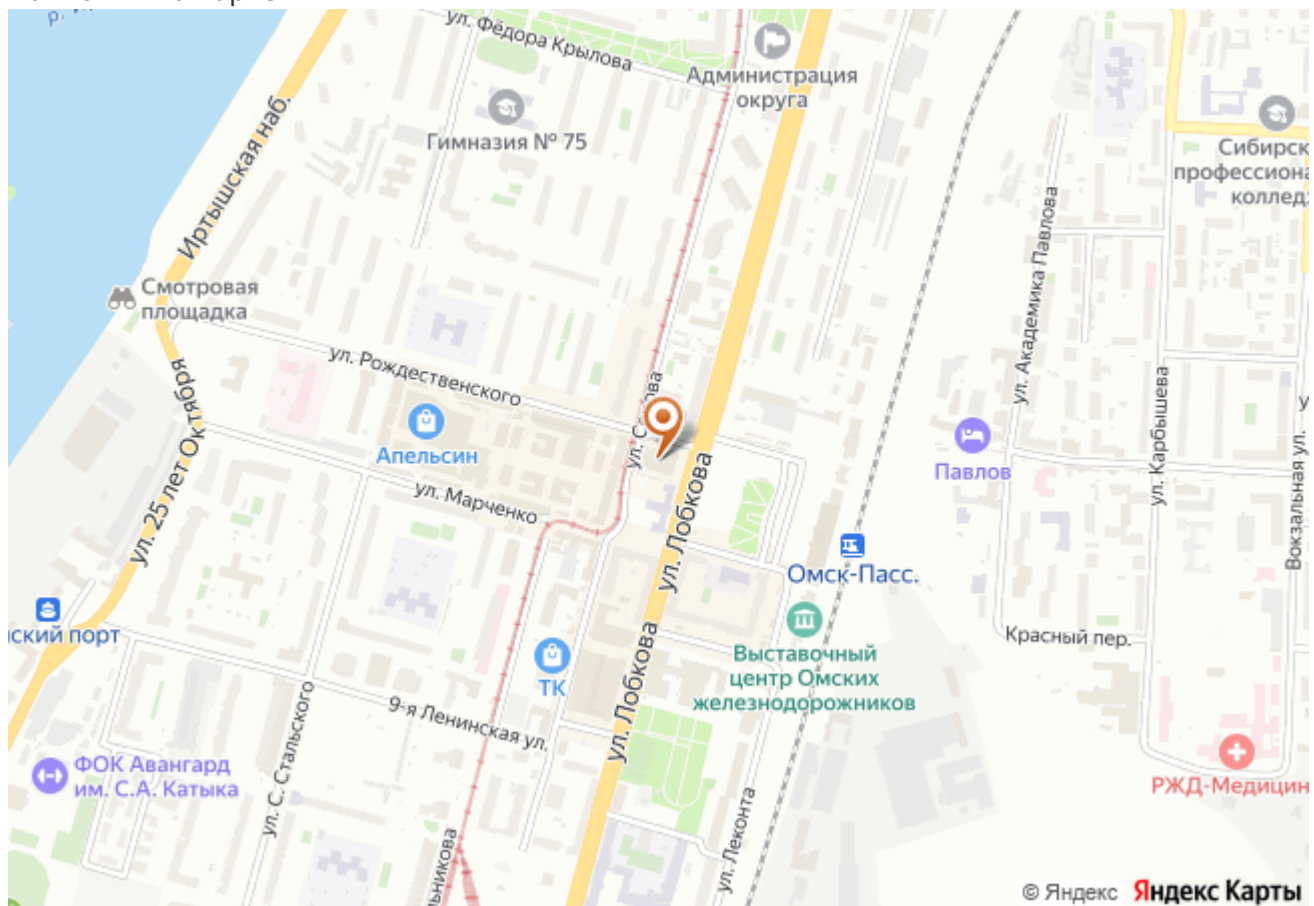 ул. Фёдора Крылова
Администрация
округа
Гимназия № 75
Иртышская наб.
Сибирск
профессиона
коллед
Смотровая
площадка
ул. Академика Павлова
ул. Рождественского
ул. 25 лет Октября
Апельсин
Павлов
ул. Карбышева
Вокзальная ул.
ул. Марченко
ул. Лобкова
Омск-Пасс.
ский порт
Красный пер.
ТК
ул. Лобкова
Выставочный
центр Омских
железнодорожников
9-я Ленинская ул.
ул. С. Стальского
ФОК Авангард
им. С.А. Катыка
РЖД-Медицин
ул. Леконта
льникова
© Яндекс Яндекс Карты